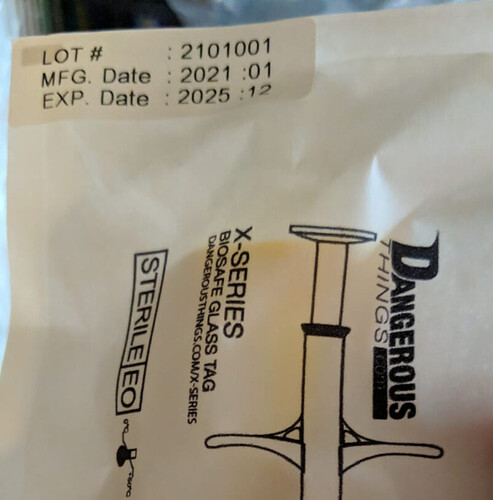 LOT # : 2101001
MFG. Date : 2021 :01
EXP. Date : 2025 :12
DANGEROUS
THINGS
X-SERIES
BIOSAFE GLASS TAG
DANGEROUSTHINGS.COM/X-SERIES
STERILE EO